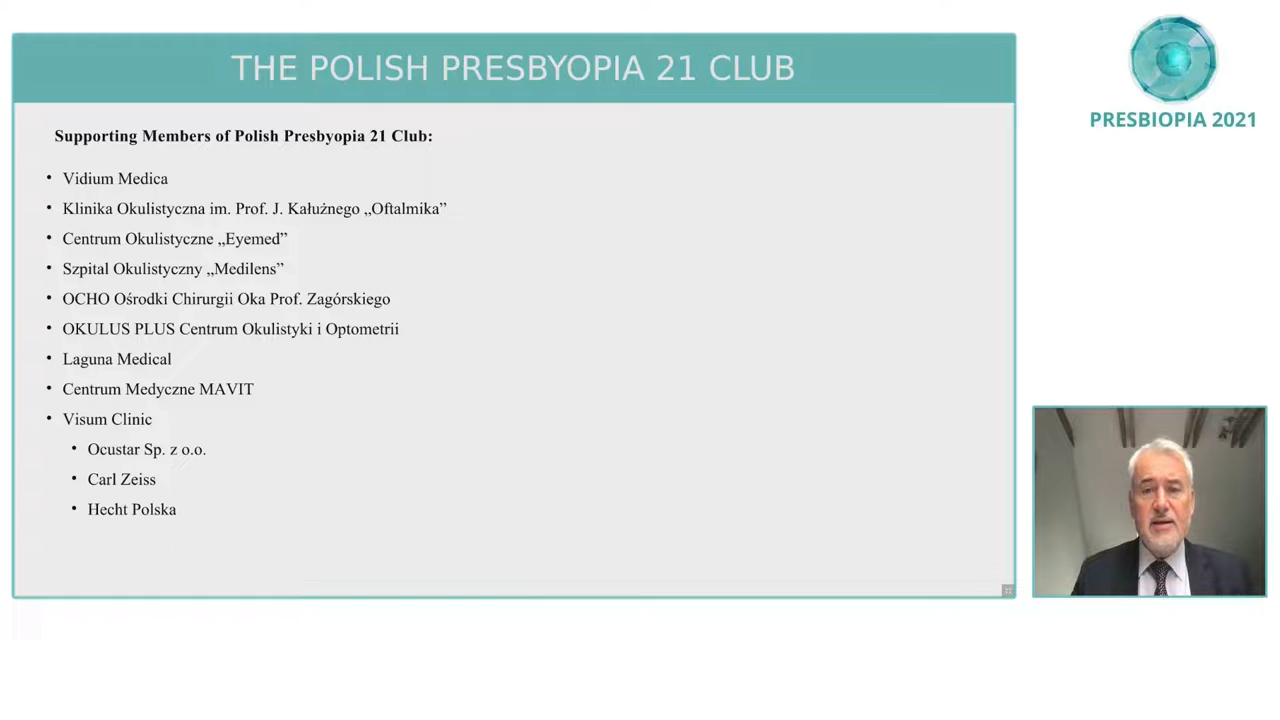 THE POLISH PRESBYOPIA 21 CLUB
PRESBIOPIA 2021
Supporting Members of Polish Presbyopia 21 Club:
• Vidium Medica
• Klinika Okulistyczna im. Prof. J. Kałużnego „Oftalmika”
• Centrum Okulistyczne „Eyemed”
• Szpital Okulistyczny „Medilens”
• OCHO Ośrodki Chirurgii Oka Prof. Zagórskiego
• OKULUS PLUS Centrum Okulistyki i Optometrii
• Laguna Medical
• Centrum Medyczne MAVIT
• Visum Clinic
• Ocustar Sp. z o.o.
• Carl Zeiss
• Hecht Polska